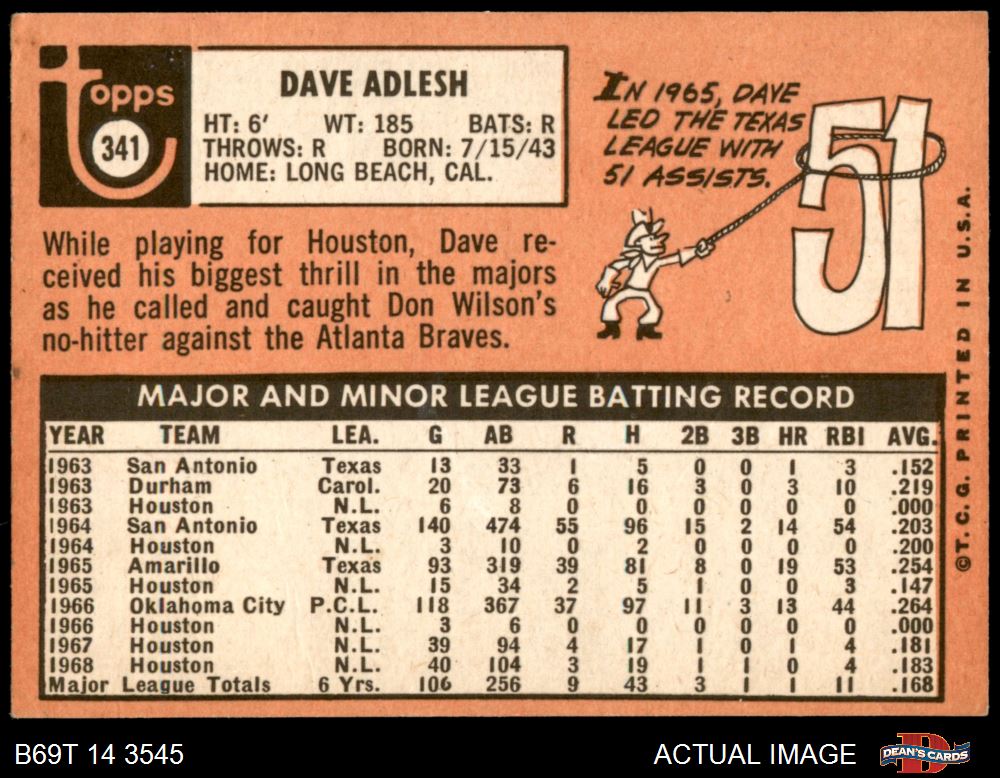 topps
341
DAVE ADLESH
HT: 6' WT: 185 BATS: R
THROWS: R BORN: 7/15/43
HOME: LONG BEACH, CAL.
While playing for Houston, Dave re-
ceived his biggest thrill in the majors
as he called and caught Don Wilson's
no-hitter against the Atlanta Braves.
IN 1965, DAVE
LED THE TEXAS
LEAGUE WITH
51 ASSISTS.
51
MAJOR AND MINOR LEAGUE BATTING RECORD
YEAR TEAM LEA. G AB R H 2B 3B HR RBI AVG.
1963 San Antonio Texas 13 33 1 5 0 0 1 3 .152
1963 Durham Carol. 20 73 6 16 3 0 3 10 .219
1963 Houston N.L. 6 8 0 0 0 0 0 0 .000
1964 San Antonio Texas 140 474 55 96 15 2 14 54 .203
1964 Houston N.L. 3 10 0 2 0 0 0 0 .200
1965 Amarillo Texas 93 319 39 81 8 0 19 53 .254
1965 Houston N.L. 15 34 2 5 1 0 0 3 .147
1966 Oklahoma City P.C.L. 118 367 37 97 11 3 13 44 .264
1966 Houston N.L. 3 6 0 0 0 0 0 0 .000
1967 Houston N.L. 39 94 4 17 1 0 1 4 .181
1968 Houston N.L. 40 104 3 19 1 1 0 4 .183
Major League Totals 6 Yrs. 106 256 9 43 3 1 1 11 .168
©T. C. G. PRINTED IN U.S.A.
B69T 14 3545
ACTUAL IMAGE
D
DEAN'S CARDS